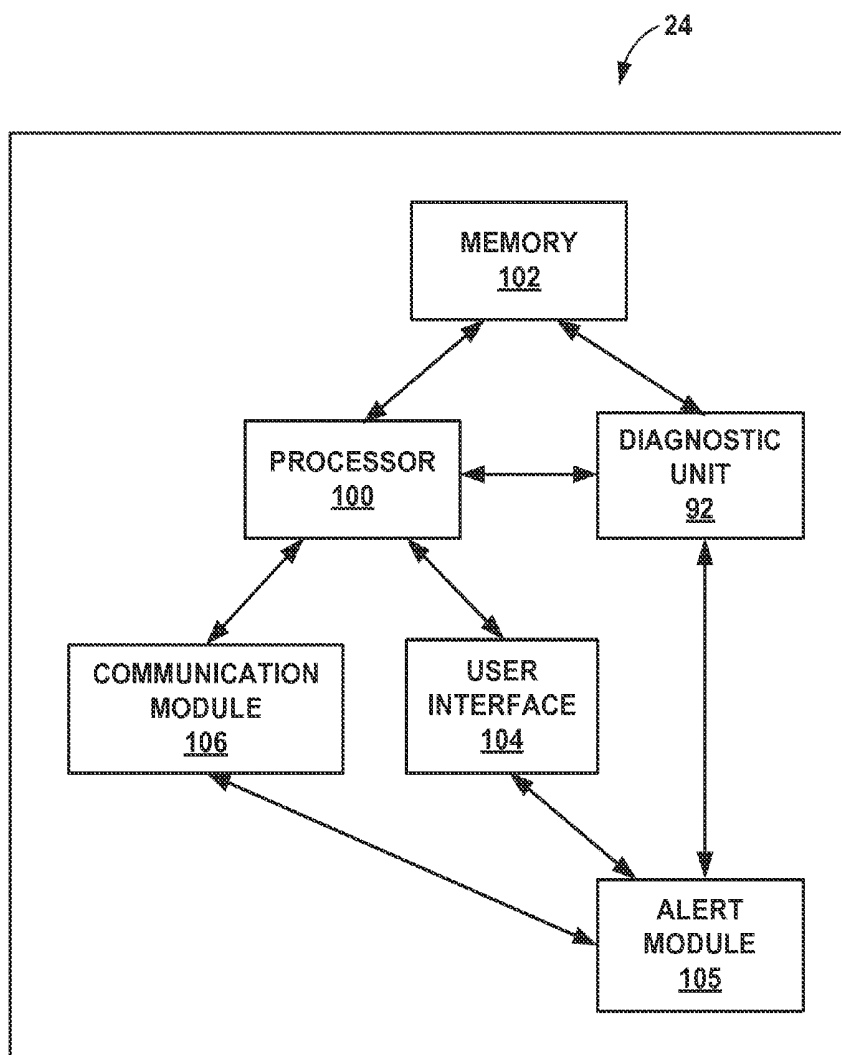 24
MEMORY
102
PROCESSOR
100
DIAGNOSTIC
UNIT
92
COMMUNICATION
MODULE
106
USER
INTERFACE
104
ALERT
MODULE
105